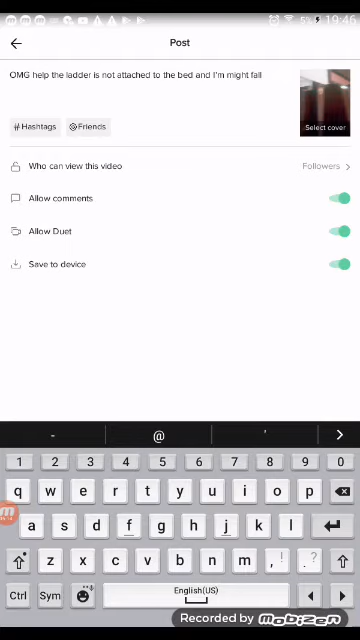 5% 19:46
Post
OMG help the ladder is not attached to the bed and I'm might fall
# Hashtags @ Friends
Select cover
Who can view this video Followers >
Allow comments
Allow Duet
Save to device
- @ ' >
1 2 3 4 5 6 7 8 9 0
q w e r t y u i o p
a s d f g h j k l
z x c v b n m , ! . ?
Ctrl Sym English(US)
Recorded by MOBIZEN